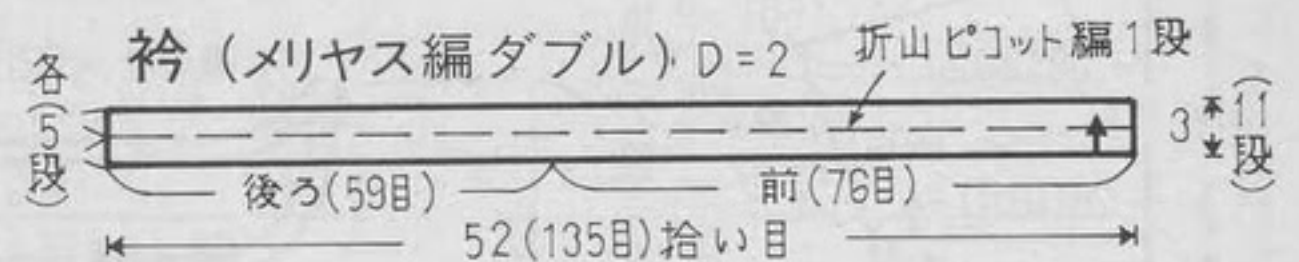 衿 (メリヤス編ダブル) D=2
折山ピコット編1段
各(5段)
3
(11段)
後ろ(59目)
前(76目)
52(135目)拾い目